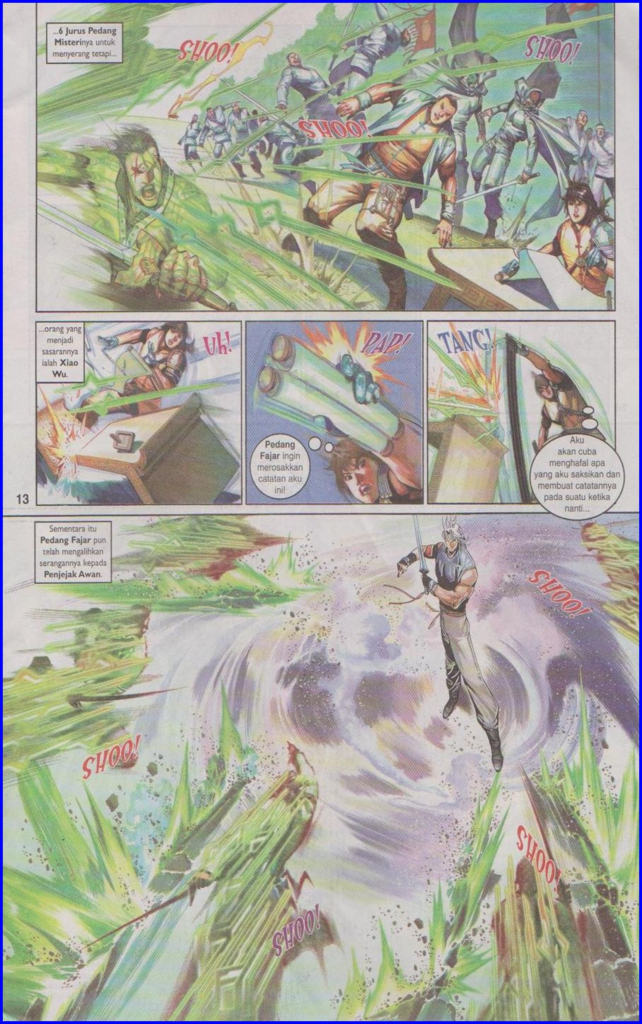 ...6 Jurus Pedang
Misterinya untuk
menyerang tetapi...
SHOO!
SHOO!
SHOO!
...orang yang
menjadi
sasarannya
ialah Xiao
Wu.
Uh!
PAP!
Pedang
Fajar ingin
merosakkan
catatan aku
ini!
TANG!
Aku
akan cuba
menghafal apa
yang aku saksikan dan
membuat catatannya
pada suatu ketika
nanti...
13
Sementara itu
Pedang Fajar pun
telah mengalihkan
serangannya kepada
Penjejak Awan.
SHOO!
SHOO!
SHOO!
SHOO!